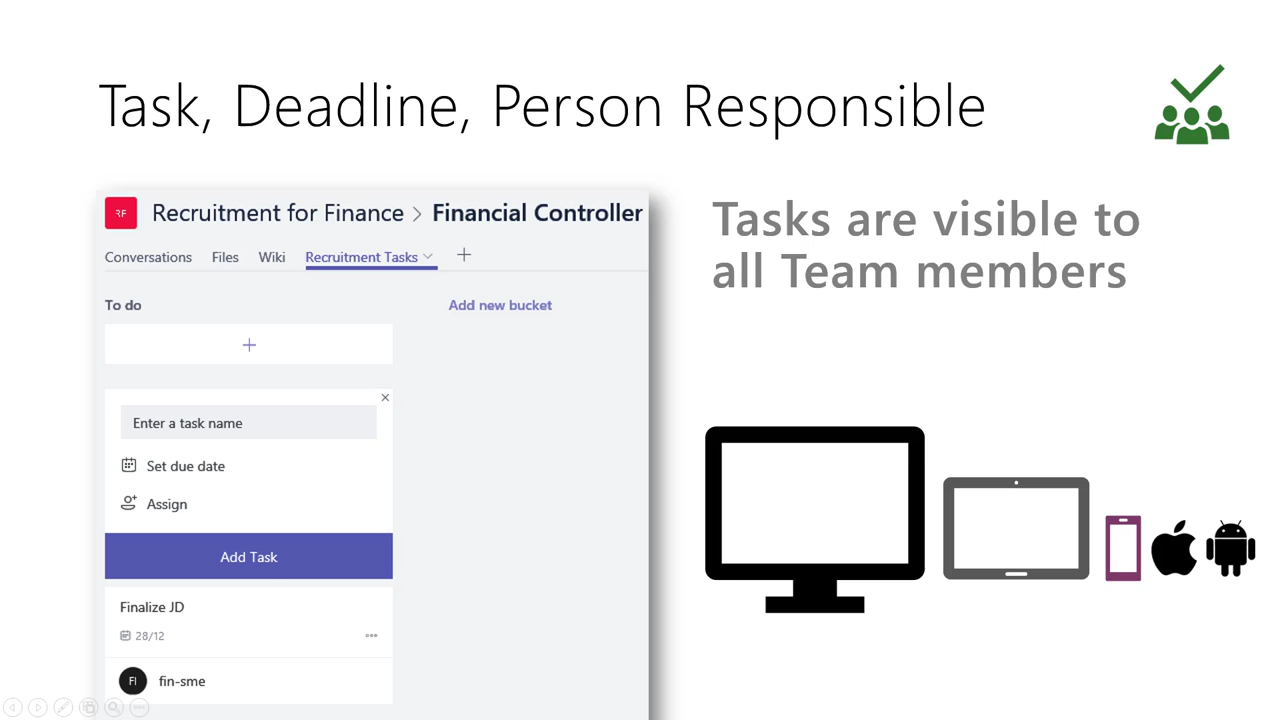 Task, Deadline, Person Responsible
RF
Recruitment for Finance > Financial Controller
Conversations Files Wiki Recruitment Tasks
To do
Add new bucket
Enter a task name
Set due date
Assign
Add Task
Finalize JD
28/12
FI fin-sme
Tasks are visible to
all Team members